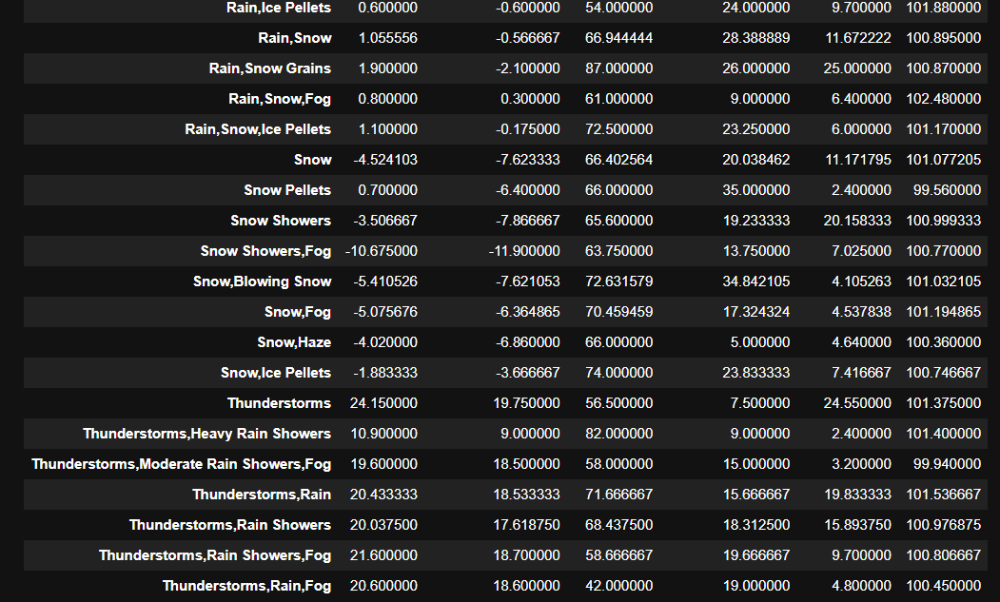 Rain,Ice Pellets 0.600000 -0.600000 54.000000 24.000000 9.700000 101.880000
Rain,Snow 1.055556 -0.566667 66.944444 28.388889 11.672222 100.895000
Rain,Snow Grains 1.900000 -2.100000 87.000000 26.000000 25.000000 100.870000
Rain,Snow,Fog 0.800000 0.300000 61.000000 9.000000 6.400000 102.480000
Rain,Snow,Ice Pellets 1.100000 -0.175000 72.500000 23.250000 6.000000 101.170000
Snow -4.524103 -7.623333 66.402564 20.038462 11.171795 101.077205
Snow Pellets 0.700000 -6.400000 66.000000 35.000000 2.400000 99.560000
Snow Showers -3.506667 -7.866667 65.600000 19.233333 20.158333 100.999333
Snow Showers,Fog -10.675000 -11.900000 63.750000 13.750000 7.025000 100.770000
Snow,Blowing Snow -5.410526 -7.621053 72.631579 34.842105 4.105263 101.032105
Snow,Fog -5.075676 -6.364865 70.459459 17.324324 4.537838 101.194865
Snow,Haze -4.020000 -6.860000 66.000000 5.000000 4.640000 100.360000
Snow,Ice Pellets -1.883333 -3.666667 74.000000 23.833333 7.416667 100.746667
Thunderstorms 24.150000 19.750000 56.500000 7.500000 24.550000 101.375000
Thunderstorms,Heavy Rain Showers 10.900000 9.000000 82.000000 9.000000 2.400000 101.400000
Thunderstorms,Moderate Rain Showers,Fog 19.600000 18.500000 58.000000 15.000000 3.200000 99.940000
Thunderstorms,Rain 20.433333 18.533333 71.666667 15.666667 19.833333 101.536667
Thunderstorms,Rain Showers 20.037500 17.618750 68.437500 18.312500 15.893750 100.976875
Thunderstorms,Rain Showers,Fog 21.600000 18.700000 58.666667 19.666667 9.700000 100.806667
Thunderstorms,Rain,Fog 20.600000 18.600000 42.000000 19.000000 4.800000 100.450000